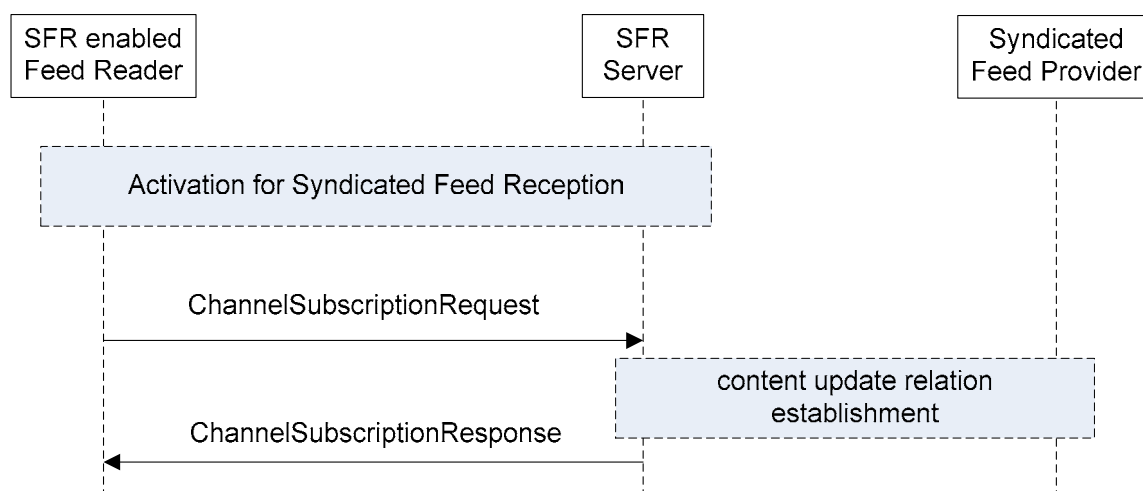 SFR enabled
Feed Reader
SFR
Server
Syndicated
Feed Provider
Activation for Syndicated Feed Reception
ChannelSubscriptionRequest
content update relation
establishment
ChannelSubscriptionResponse